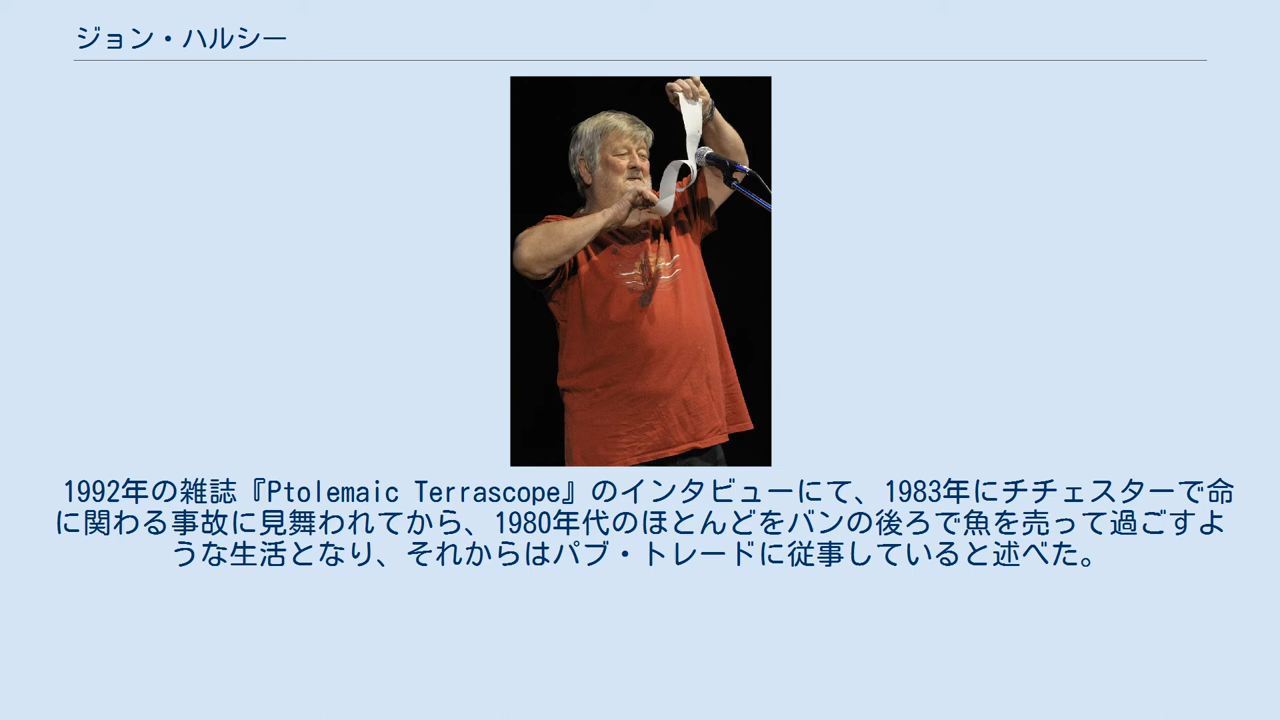 ジョン・ハルシー
1992年の雑誌『Ptolemaic Terrascope』のインタビューにて、1983年にチチェスターで命
に関わる事故に見舞われてから、1980年代のほとんどをバンの後ろで魚を売って過ごすよ
うな生活となり、それからはパブ・トレードに従事していると述べた。